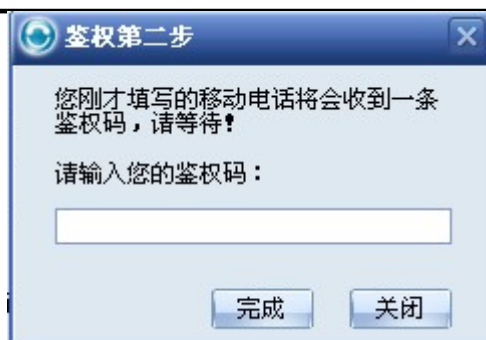 鉴权第二步
您刚才填写的移动电话将会收到一条
鉴权码，请等待！
请输入您的鉴权码：
完成 关闭